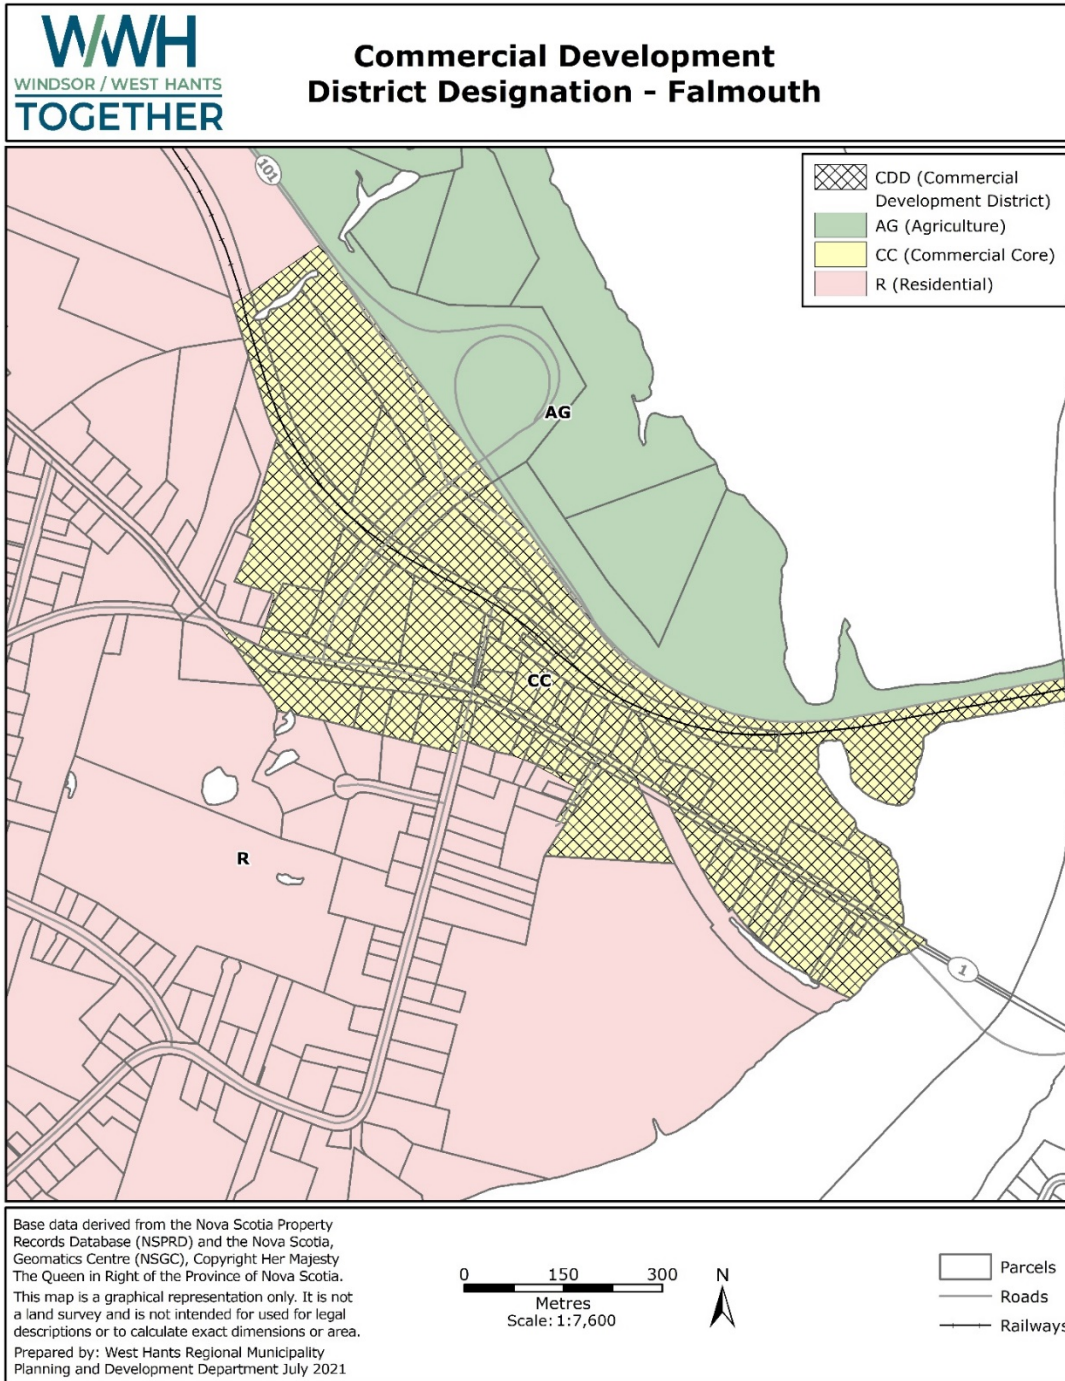 WWH
WINDSOR / WEST HANTS
TOGETHER
Commercial Development
District Designation - Falmouth
101
CDD (Commercial
Development District)
AG (Agriculture)
CC (Commercial Core)
R (Residential)
AG
CC
R
1
Base data derived from the Nova Scotia Property
Records Database (NSPRD) and the Nova Scotia,
Geomatics Centre (NSGC), Copyright Her Majesty
The Queen in Right of the Province of Nova Scotia.
This map is a graphical representation only. It is not
a land survey and is not intended for used for legal
descriptions or to calculate exact dimensions or area.
Prepared by: West Hants Regional Municipality
Planning and Development Department July 2021
0 150 300
Metres
Scale: 1:7,600
N
Parcels
Roads
Railways